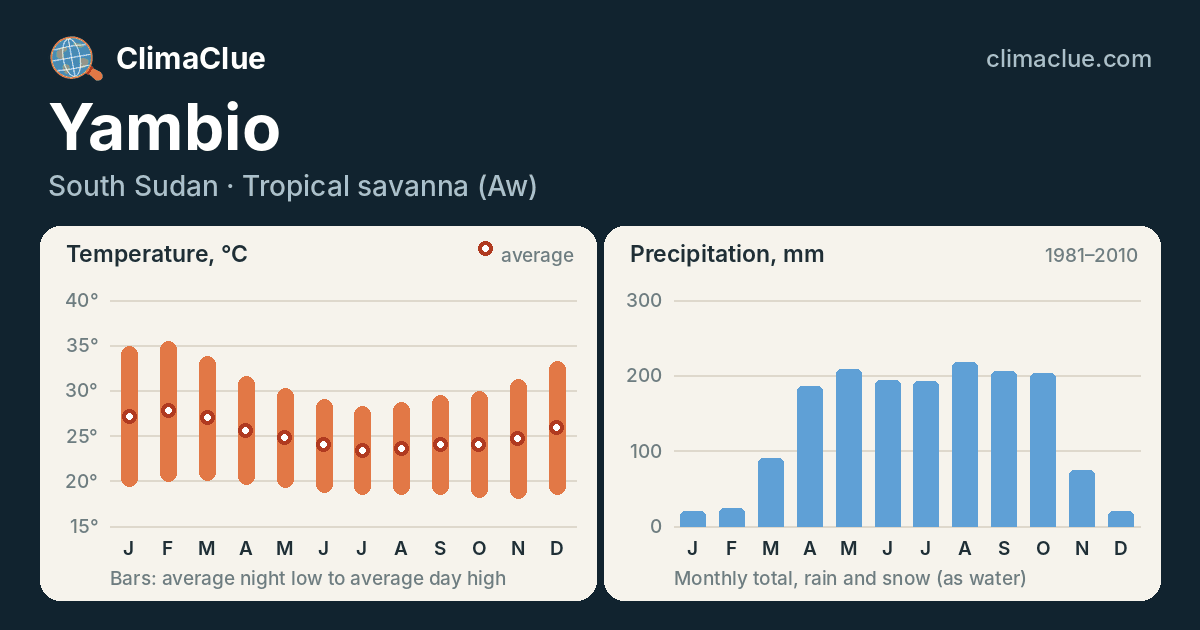 ClimaClue
climaclue.com
Yambio
South Sudan · Tropical savanna (Aw)
Temperature, °C
average
40°
35°
30°
25°
20°
15°
J F M A M J J A S O N D
Bars: average night low to average day high
Precipitation, mm
1981–2010
300
200
100
0
J F M A M J J A S O N D
Monthly total, rain and snow (as water)